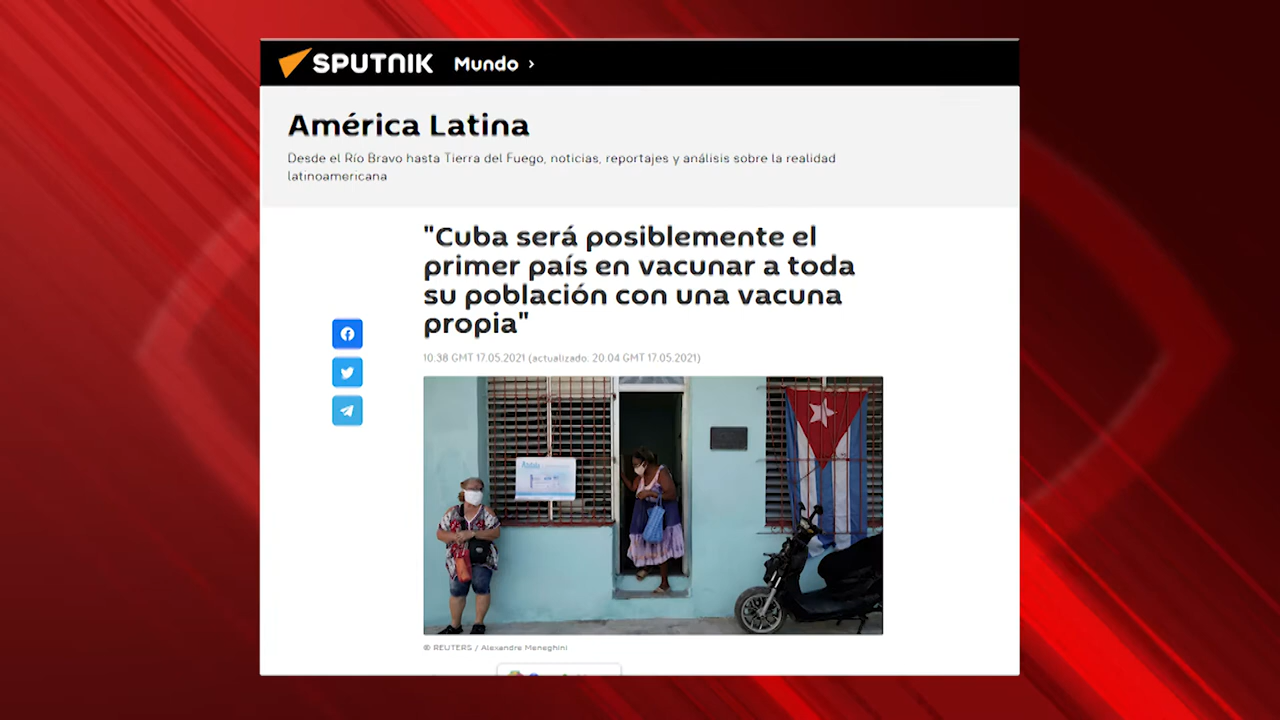 SPUTNIK Mundo
América Latina
Desde el Río Bravo hasta Tierra del Fuego, noticias, reportajes y análisis sobre la realidad
latinoamericana
"Cuba será posiblemente el
primer país en vacunar a toda
su población con una vacuna
propia"
10:38 GMT 17.05.2021 (actualizado: 20:04 GMT 17.05.2021)
© REUTERS / Alexandre Meneghini